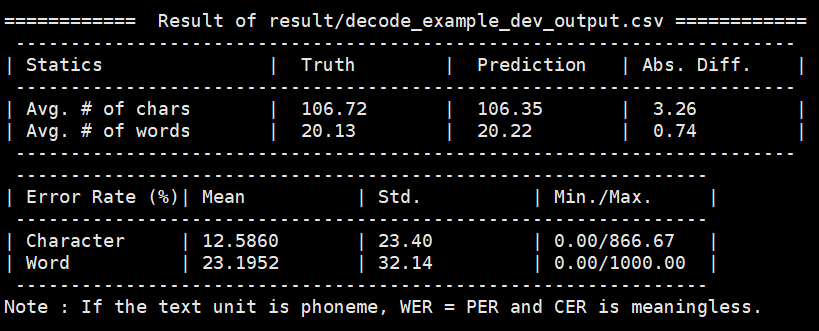 ============  Result of result/decode_example_dev_output.csv ============
 -----------------------------------------------------------------------
| Statics               |  Truth        |  Prediction   | Abs. Diff.    |
 -----------------------------------------------------------------------
| Avg. # of chars       |  106.72       |  106.35       |  3.26         |
| Avg. # of words       |  20.13        |  20.22        |  0.74         |
 -----------------------------------------------------------------------
 ---------------------------------------------------------------
| Error Rate (%)| Mean          | Std.          | Min./Max.     |
 ---------------------------------------------------------------
| Character     | 12.5860       | 23.40         | 0.00/866.67   |
| Word          | 23.1952       | 32.14         | 0.00/1000.00  |
 ---------------------------------------------------------------
Note : If the text unit is phoneme, WER = PER and CER is meaningless.